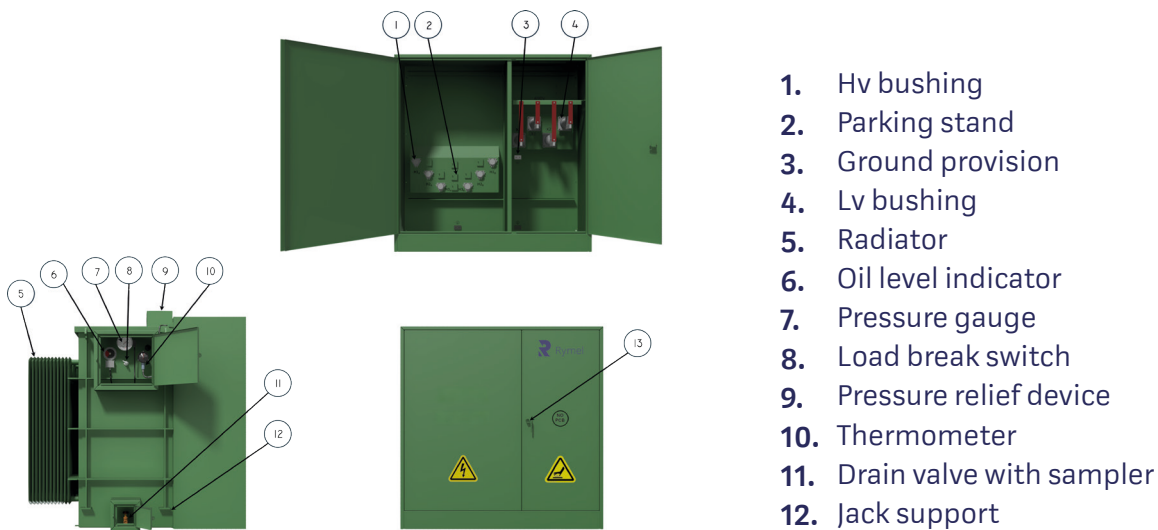 1 2 3 4
1. Hv bushing
2. Parking stand
3. Ground provision
4. Lv bushing
5. Radiator
6. Oil level indicator
7. Pressure gauge
8. Load break switch
9. Pressure relief device
10. Thermometer
11. Drain valve with sampler
12. Jack support
5 6 7 8 9 10
11
12
R Rymel
13